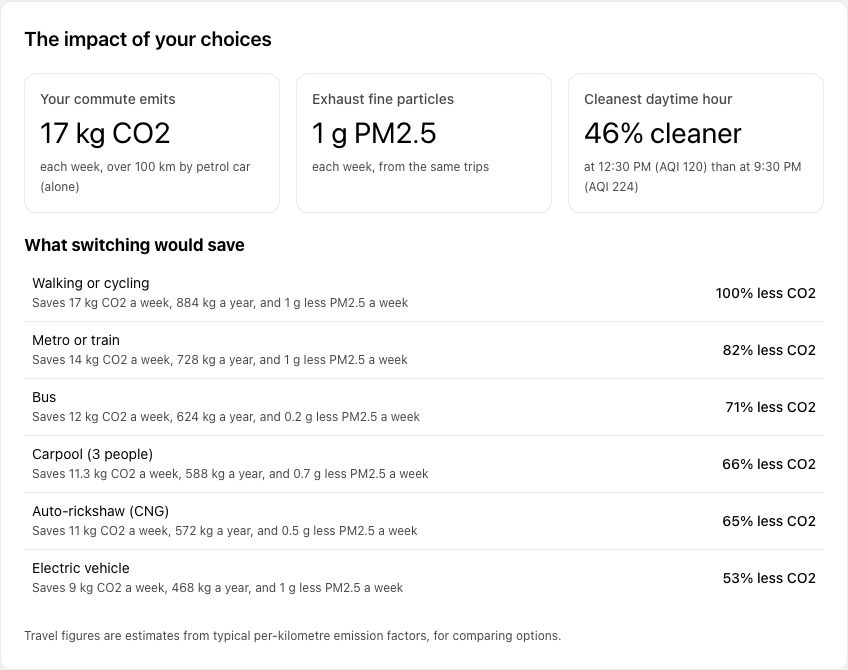 The impact of your choices
Your commute emits
17 kg CO2
each week, over 100 km by petrol car
(alone)
Exhaust fine particles
1 g PM2.5
each week, from the same trips
Cleanest daytime hour
46% cleaner
at 12:30 PM (AQI 120) than at 9:30 PM
(AQI 224)
What switching would save
Walking or cycling
Saves 17 kg CO2 a week, 884 kg a year, and 1 g less PM2.5 a week
100% less CO2
Metro or train
Saves 14 kg CO2 a week, 728 kg a year, and 1 g less PM2.5 a week
82% less CO2
Bus
Saves 12 kg CO2 a week, 624 kg a year, and 0.2 g less PM2.5 a week
71% less CO2
Carpool (3 people)
Saves 11.3 kg CO2 a week, 588 kg a year, and 0.7 g less PM2.5 a week
66% less CO2
Auto-rickshaw (CNG)
Saves 11 kg CO2 a week, 572 kg a year, and 0.5 g less PM2.5 a week
65% less CO2
Electric vehicle
Saves 9 kg CO2 a week, 468 kg a year, and 1 g less PM2.5 a week
53% less CO2
Travel figures are estimates from typical per-kilometre emission factors, for comparing options.